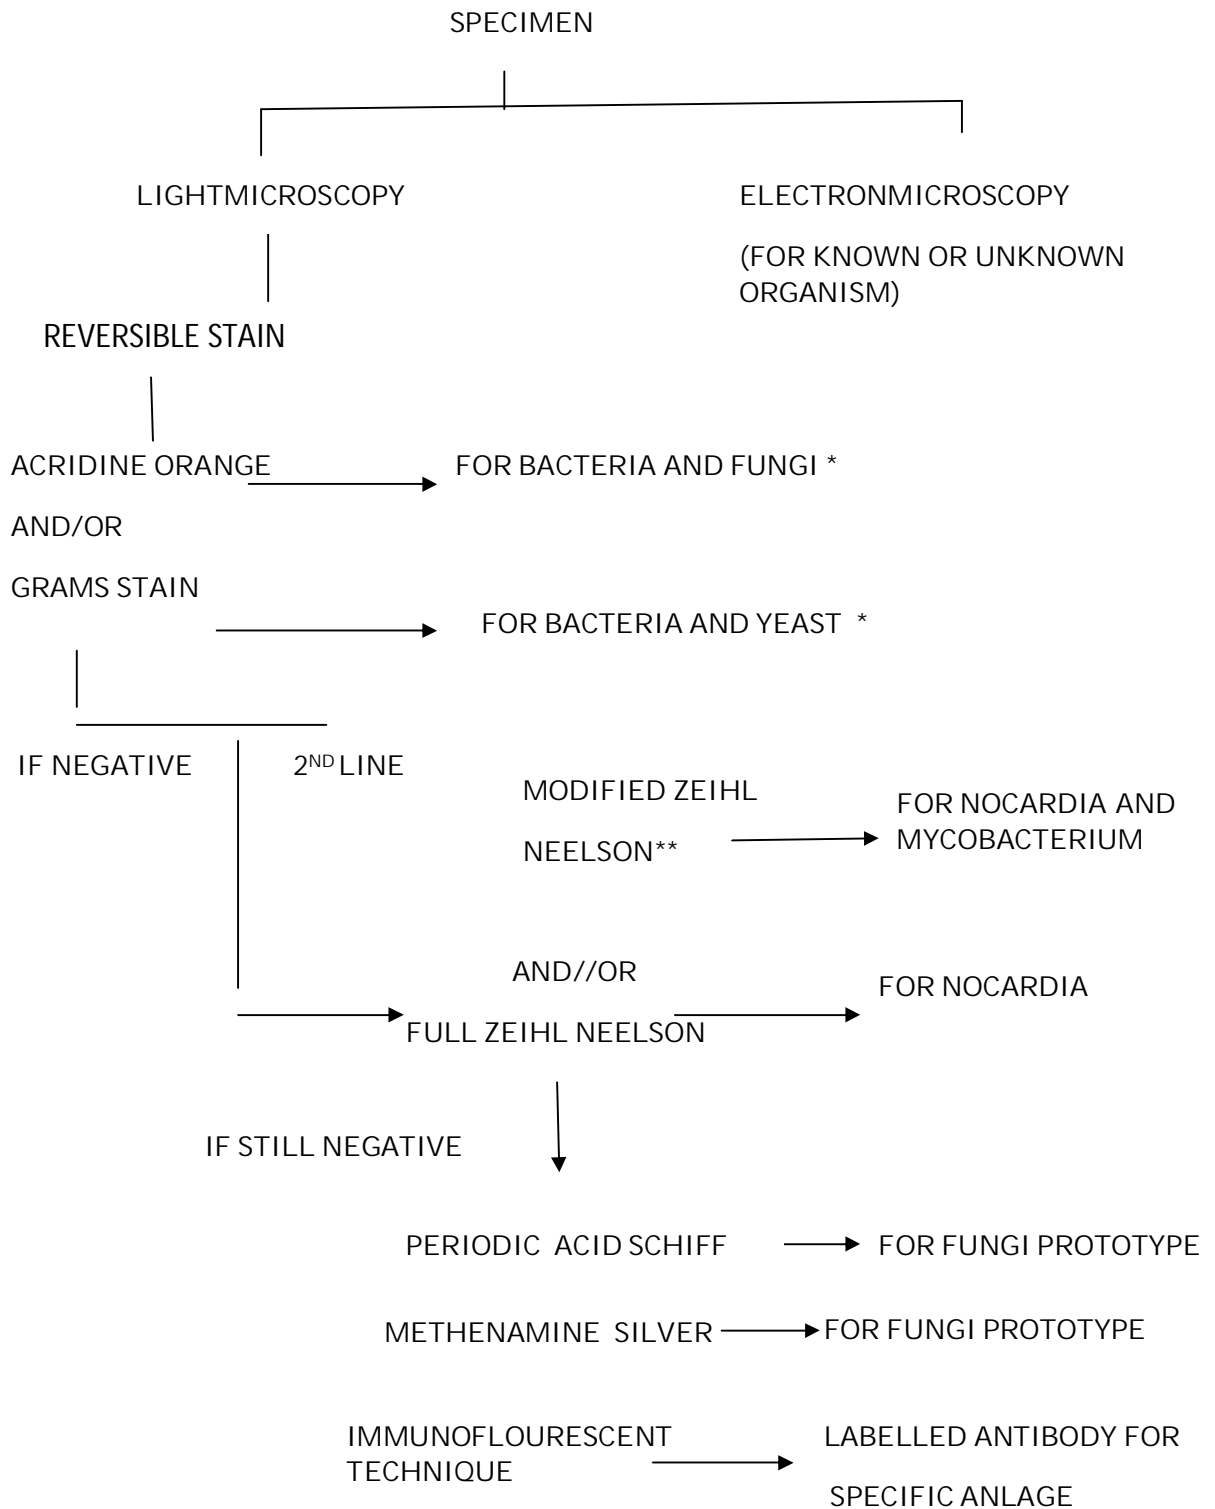 SPECIMEN
LIGHTMICROSCOPY
ELECTRONMICROSCOPY
(FOR KNOWN OR UNKNOWN
ORGANISM)
REVERSIBLE STAIN
ACRIDINE ORANGE
FOR BACTERIA AND FUNGI *
AND/OR
GRAMS STAIN
FOR BACTERIA AND YEAST *
IF NEGATIVE
2ND LINE
MODIFIED ZEIHL
NEELSON**
FOR NOCARDIA AND
MYCOBACTERIUM
AND//OR
FULL ZEIHL NEELSON
FOR NOCARDIA
IF STILL NEGATIVE
PERIODIC ACID SCHIFF
FOR FUNGI PROTOTYPE
METHENAMINE SILVER
FOR FUNGI PROTOTYPE
IMMUNOFLOURESCENT
TECHNIQUE
LABELLED ANTIBODY FOR
SPECIFIC ANLAGE